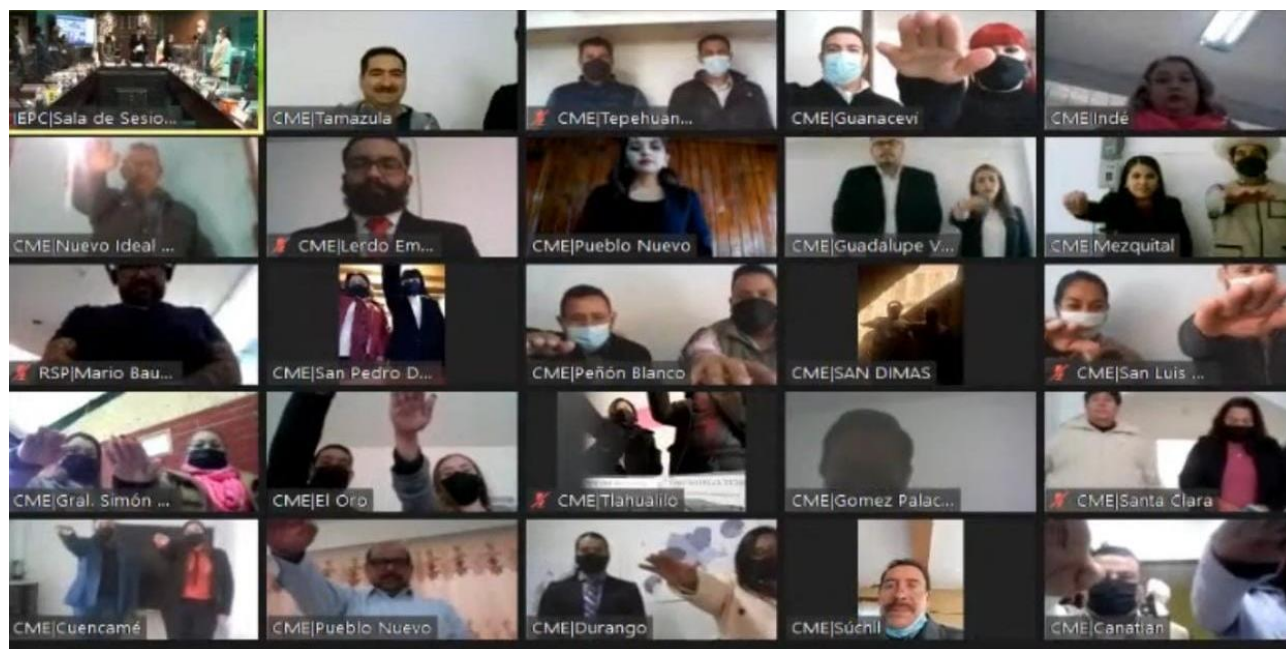 IEPC|Sala de Sesio...
CME|Tamazula
CME|Tepehuan...
CME|Guanaceví
CME|Indé
CME|Nuevo Ideal ...
CME|Lerdo Em...
CME|Pueblo Nuevo
CME|Guadalupe V...
CME|Mezquital
RSP|Mario Bau...
CME|San Pedro D...
CME|Peñón Blanco
CME|SAN DIMAS
CME|San Luis ...
CME|Gral. Simón ...
CME|El Oro
CME|Tlahualilo
CME|Gomez Palac...
CME|Santa Clara
CME|Cuencamé
CME|Pueblo Nuevo
CME|Durango
CME|Súchil
CME|Canatlan